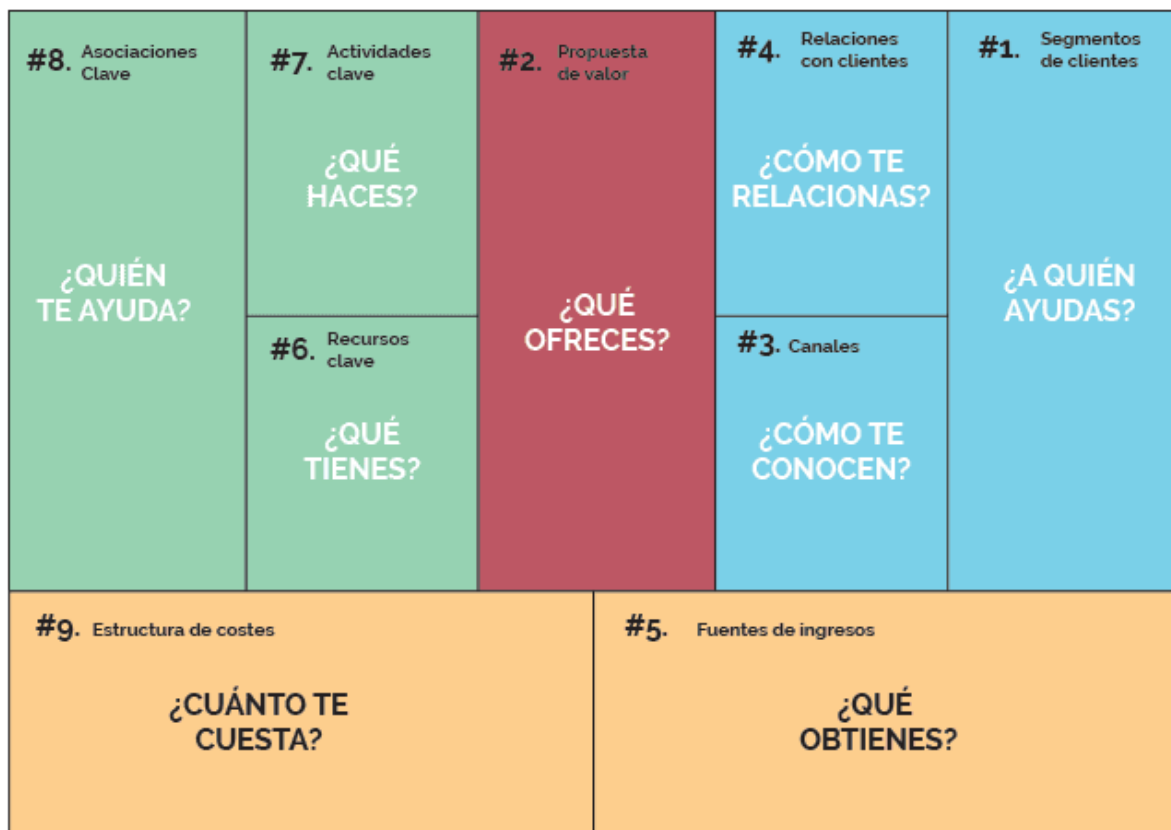 #8. Asociaciones
Clave
¿QUIÉN
TE AYUDA?
#7. Actividades
clave
¿QUÉ
HACES?
#6. Recursos
clave
¿QUÉ
TIENES?
#2. Propuesta
de valor
¿QUÉ
OFRECES?
#4. Relaciones
con clientes
¿CÓMO TE
RELACIONAS?
#3. Canales
¿CÓMO TE
CONOCEN?
#1. Segmentos
de clientes
¿A QUIÉN
AYUDAS?
#9. Estructura de costes
¿CUÁNTO TE
CUESTA?
#5. Fuentes de ingresos
¿QUÉ
OBTIENES?